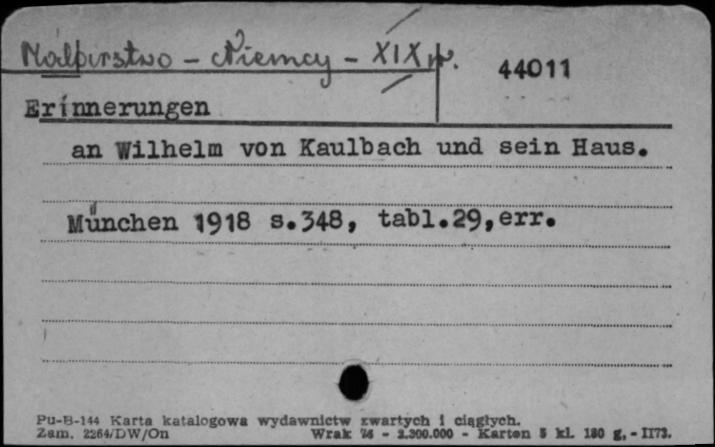 Malarstwo - Niemcy - XIX w.
44011
Erinnerungen
an Wilhelm von Kaulbach und sein Haus.
München 1918 s.348, tabl.29,err.
Pu-B-144 Karta katalogowa wydawnictw zwartych i ciągłych.
Zam. 2264/DW/On Wrak 74 - 2.300.000 - Karton 5 kl. 180 g. - II73.